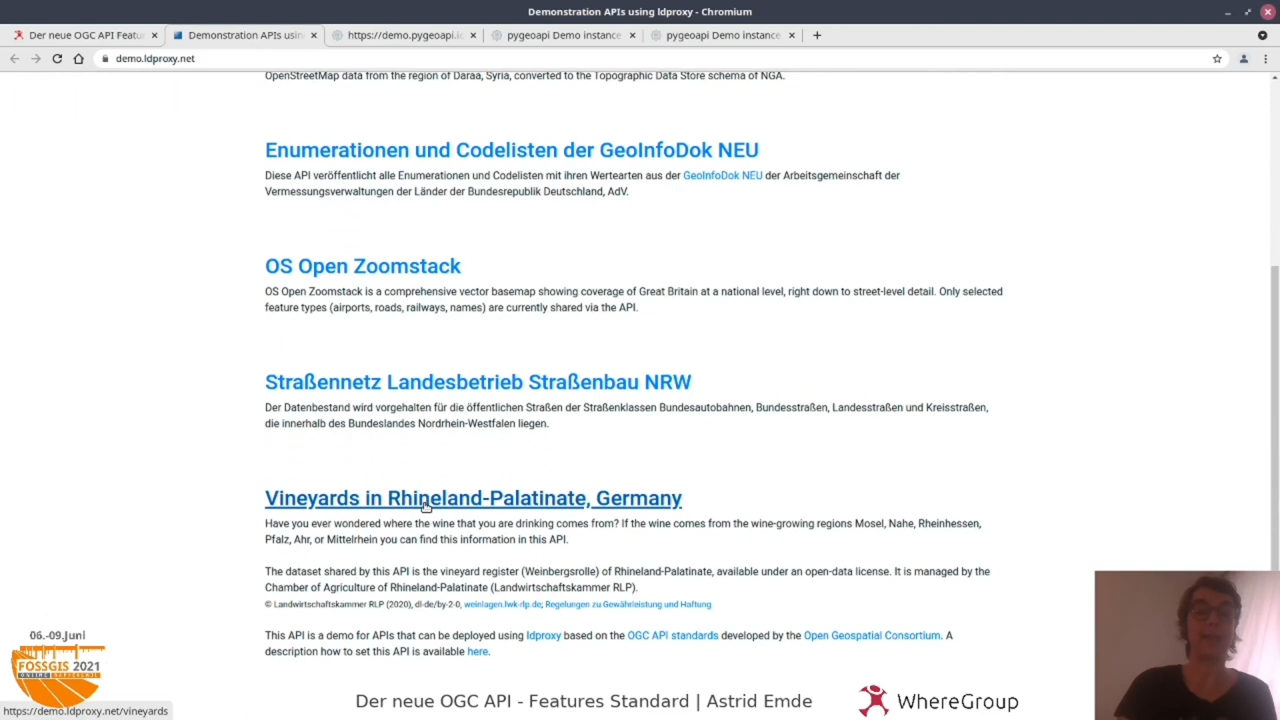 Demonstration APIs using ldproxy - Chromium
Der neue OGC API Featu
Demonstration APIs usin
https://demo.pygeoapi.io
pygeoapi Demo instance
pygeoapi Demo instance
demo.ldproxy.net
OpenStreetMap data from the region of Daraa, Syria, converted to the Topographic Data Store schema of NGA.
Enumerationen und Codelisten der GeoInfoDok NEU
Diese API veröffentlicht alle Enumerationen und Codelisten mit ihren Wertearten aus der GeoInfoDok NEU der Arbeitsgemeinschaft der
Vermessungsverwaltungen der Länder der Bundesrepublik Deutschland, AdV.
OS Open Zoomstack
OS Open Zoomstack is a comprehensive vector basemap showing coverage of Great Britain at a national level, right down to street-level detail. Only selected
feature types (airports, roads, railways, names) are currently shared via the API.
Straßennetz Landesbetrieb Straßenbau NRW
Der Datenbestand wird vorgehalten für die öffentlichen Straßen der Straßenklassen Bundesautobahnen, Bundesstraßen, Landesstraßen und Kreisstraßen,
die innerhalb des Bundeslandes Nordrhein-Westfalen liegen.
Vineyards in Rhineland-Palatinate, Germany
Have you ever wondered where the wine that you are drinking comes from? If the wine comes from the wine-growing regions Mosel, Nahe, Rheinhessen,
Pfalz, Ahr, or Mittelrhein you can find this information in this API.
The dataset shared by this API is the vineyard register (Weinbergsrolle) of Rhineland-Palatinate, available under an open-data license. It is managed by the
Chamber of Agriculture of Rhineland-Palatinate (Landwirtschaftskammer RLP).
© Landwirtschaftskammer RLP (2020), dl-de/by-2-0, weinlagen.lwk-rlp.de; Regelungen zu Gewährleistung und Haftung
This API is a demo for APIs that can be deployed using ldproxy based on the OGC API standards developed by the Open Geospatial Consortium. A
description how to set this API is available here.
06.-09.Juni
FOSSGIS 2021
ONLINE KONFERENZ
https://demo.ldproxy.net/vineyards
Der neue OGC API - Features Standard | Astrid Emde
WhereGroup